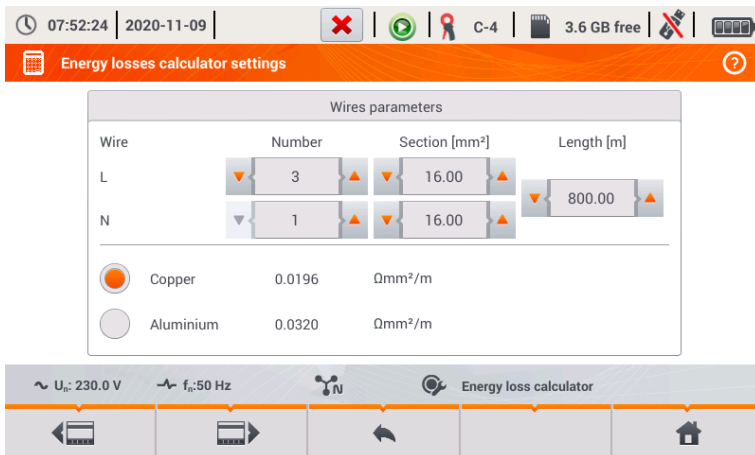 07:52:24 2020-11-09 C-4 3.6 GB free
Energy losses calculator settings ?
Wires parameters
Wire Number Section [mm²] Length [m]
L 3 16.00
800.00
N 1 16.00
Copper 0.0196 Ωmm²/m
Aluminium 0.0320 Ωmm²/m
Uₙ: 230.0 V fₙ:50 Hz N Energy loss calculator